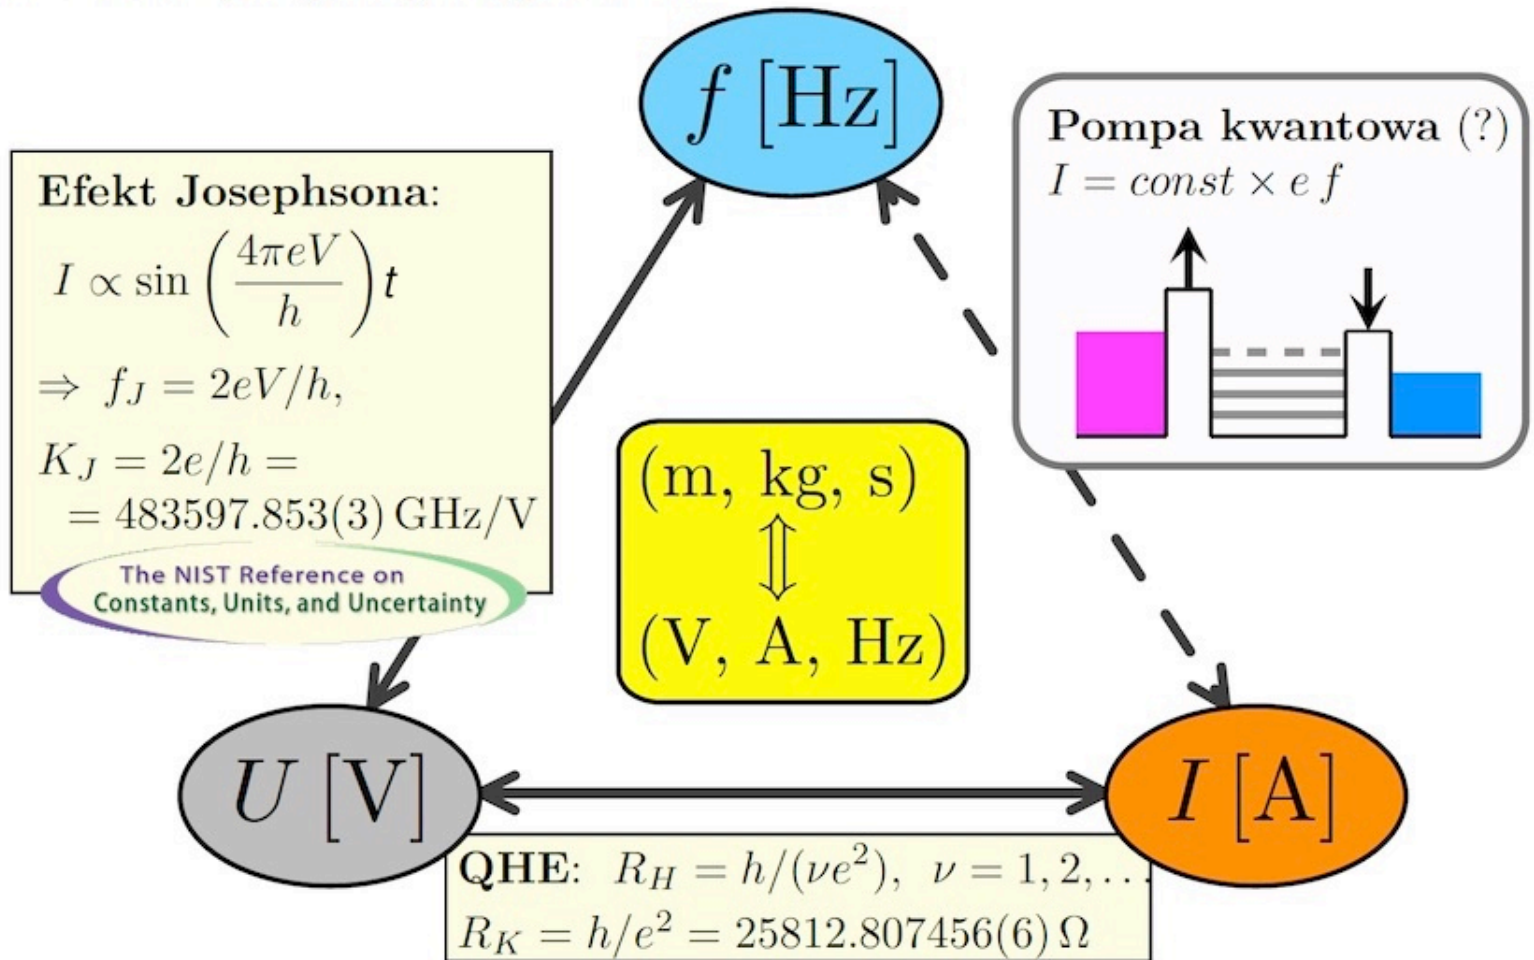 f [Hz]
Pompa kwantowa (?)
I = const × e f
Efekt Josephsona:
I ∝ sin (4πeV/h) t
⇒ f_J = 2eV/h,
K_J = 2e/h =
= 483597.853(3) GHz/V
The NIST Reference on
Constants, Units, and Uncertainty
(m, kg, s)
⇕
(V, A, Hz)
U [V]
I [A]
QHE: R_H = h/(νe²), ν = 1, 2, . . .
R_K = h/e² = 25812.807456(6) Ω